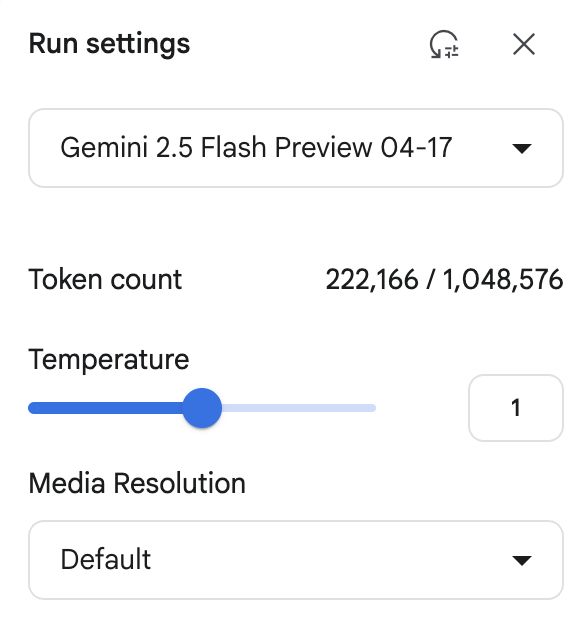 Run settings
Gemini 2.5 Flash Preview 04-17
Token count 222,166 / 1,048,576
Temperature
1
Media Resolution
Default